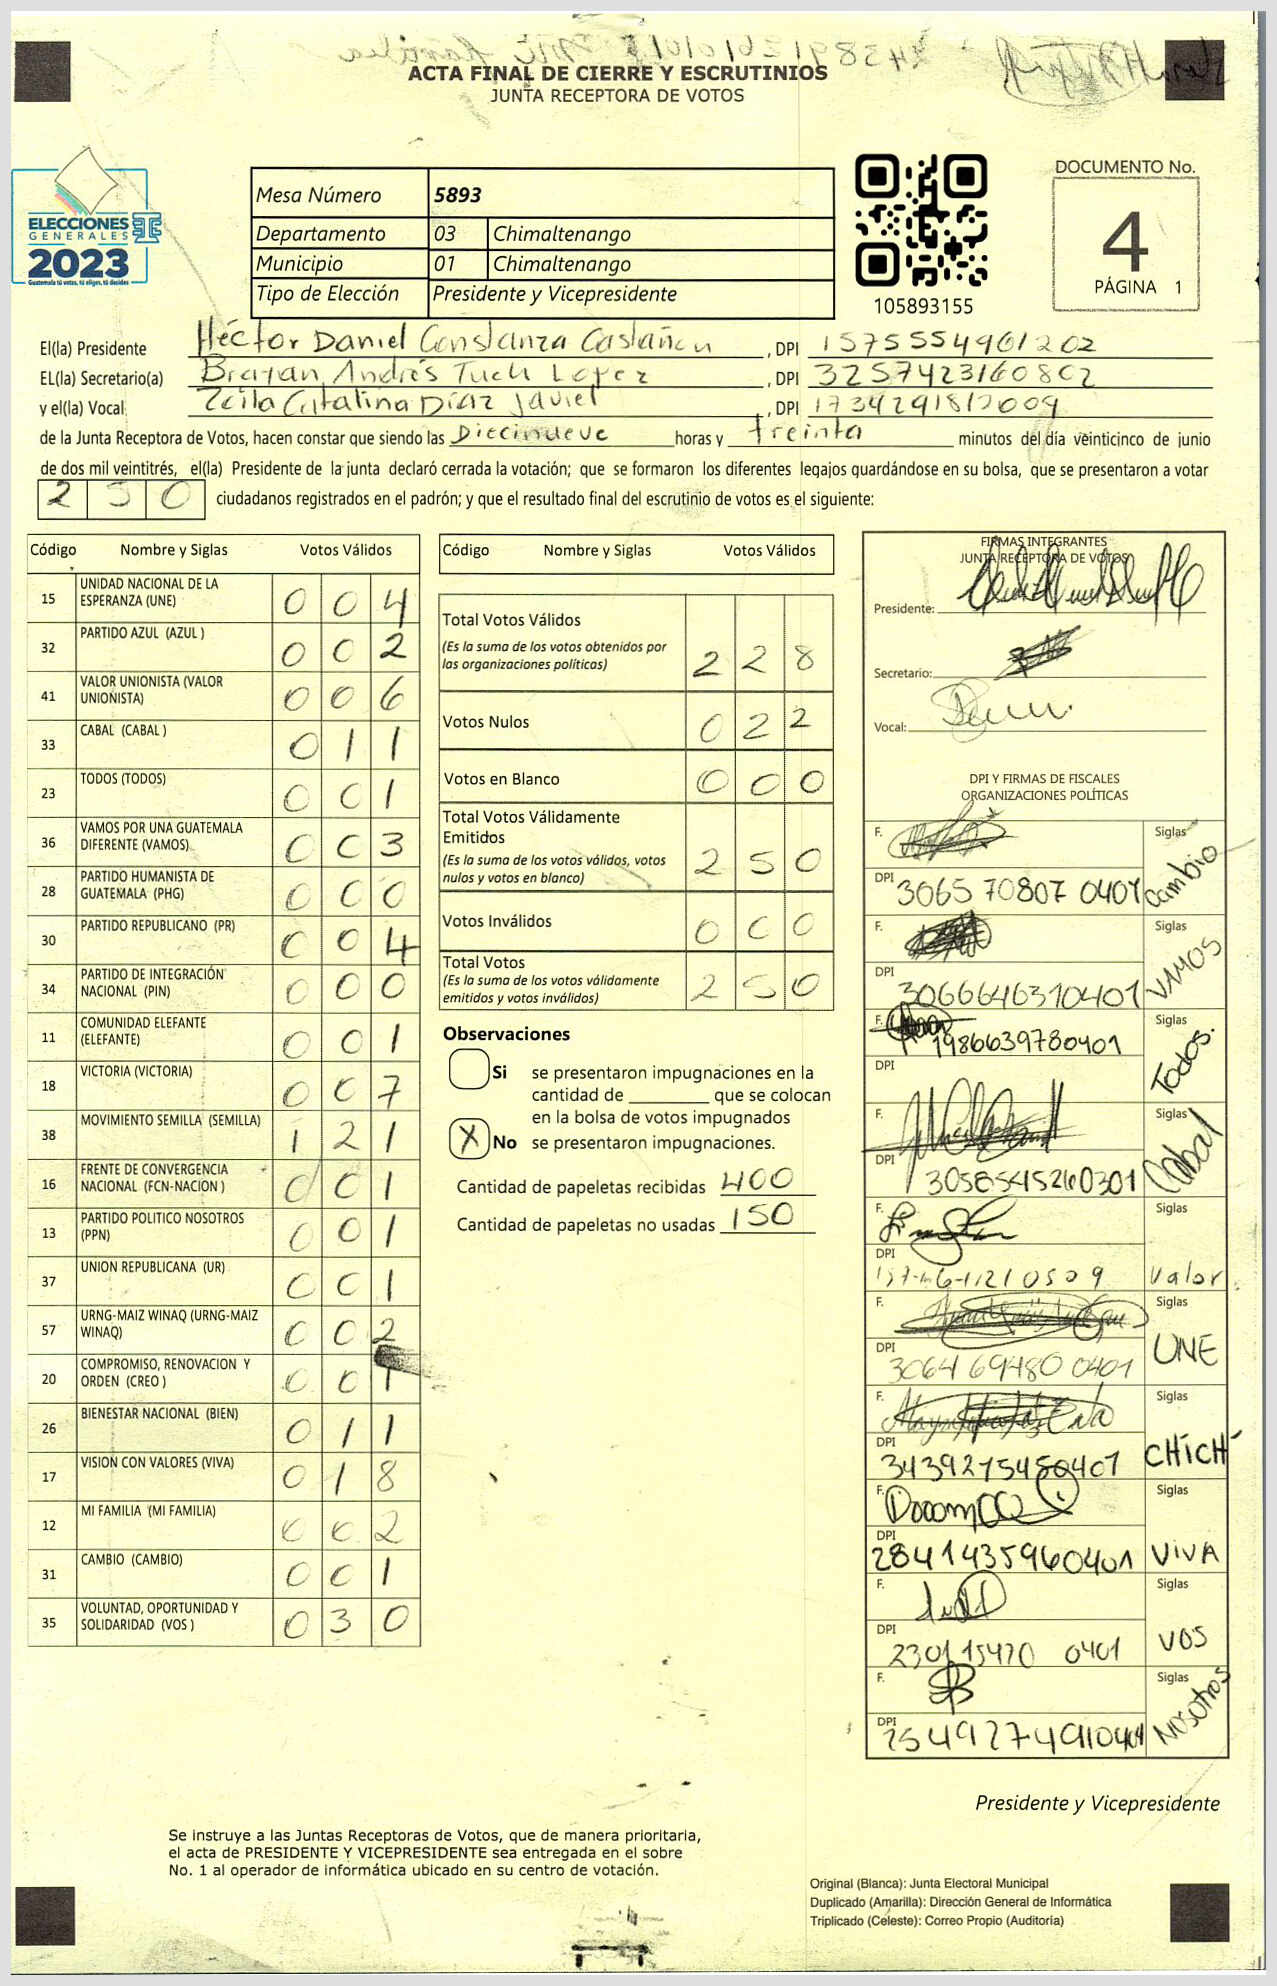 ACTA FINAL DE CIERRE Y ESCRUTINIOS
JUNTA RECEPTORA DE VOTOS
ELECCIONES
GENERALES
2023
Guatemala tú votas, tú eliges, tú decides
Mesa Número 5893
Departamento 03 Chimaltenango
Municipio 01 Chimaltenango
Tipo de Elección Presidente y Vicepresidente
105893155
DOCUMENTO No.
4
PÁGINA 1
El(la) Presidente Héctor Daniel Constanza Castañon , DPI 1575554961202
EL(la) Secretario(a) Brayan Andrés Tuch Lopez , DPI 3257423160802
y el(la) Vocal Zoila Catalina Díaz Javiel , DPI 1734291812009
de la Junta Receptora de Votos, hacen constar que siendo las Diecinueve horas y treinta minutos del día veinticinco de junio
de dos mil veintitrés, el(la) Presidente de la junta declaró cerrada la votación; que se formaron los diferentes legajos guardándose en su bolsa, que se presentaron a votar
250 ciudadanos registrados en el padrón; y que el resultado final del escrutinio de votos es el siguiente:
Código Nombre y Siglas Votos Válidos
15 UNIDAD NACIONAL DE LA ESPERANZA (UNE) 0 0 4
32 PARTIDO AZUL (AZUL ) 0 0 2
41 VALOR UNIONISTA (VALOR UNIONISTA) 0 0 6
33 CABAL (CABAL ) 0 1 1
23 TODOS (TODOS) 0 0 1
36 VAMOS POR UNA GUATEMALA DIFERENTE (VAMOS) 0 0 3
28 PARTIDO HUMANISTA DE GUATEMALA (PHG) 0 0 0
30 PARTIDO REPUBLICANO (PR) 0 0 4
34 PARTIDO DE INTEGRACIÓN NACIONAL (PIN) 0 0 0
11 COMUNIDAD ELEFANTE (ELEFANTE) 0 0 1
18 VICTORIA (VICTORIA) 0 0 7
38 MOVIMIENTO SEMILLA (SEMILLA) 1 2 1
16 FRENTE DE CONVERGENCIA NACIONAL (FCN-NACION ) 0 0 1
13 PARTIDO POLITICO NOSOTROS (PPN) 0 0 1
37 UNION REPUBLICANA (UR) 0 0 1
57 URNG-MAIZ WINAQ (URNG-MAIZ WINAQ) 0 0 2
20 COMPROMISO, RENOVACION Y ORDEN (CREO ) 0 0 1
26 BIENESTAR NACIONAL (BIEN) 0 1 1
17 VISION CON VALORES (VIVA) 0 1 8
12 MI FAMILIA (MI FAMILIA) 0 0 2
31 CAMBIO (CAMBIO) 0 0 1
35 VOLUNTAD, OPORTUNIDAD Y SOLIDARIDAD (VOS ) 0 3 0
Código Nombre y Siglas Votos Válidos
Total Votos Válidos 2 2 8
(Es la suma de los votos obtenidos por
las organizaciones políticas)
Votos Nulos 0 2 2
Votos en Blanco 0 0 0
Total Votos Válidamente
Emitidos 2 5 0
(Es la suma de los votos válidos, votos
nulos y votos en blanco)
Votos Inválidos 0 0 0
Total Votos 2 5 0
(Es la suma de los votos válidamente
emitidos y votos inválidos)
Observaciones
Si se presentaron impugnaciones en la
cantidad de ________ que se colocan
en la bolsa de votos impugnados
X No se presentaron impugnaciones.
Cantidad de papeletas recibidas 400
Cantidad de papeletas no usadas 150
FIRMAS INTEGRANTES
JUNTA RECEPTORA DE VOTOS
Presidente:
Secretario:
Vocal:
DPI Y FIRMAS DE FISCALES
ORGANIZACIONES POLÍTICAS
F. Siglas
DPI 3065 70807 0401 Cambio
F. Siglas
DPI 3066646310401 VAMOS
F. Siglas
1986639780401 Todos.
DPI
F. Siglas
DPI 3058545260301 Cabal
F. Siglas
DPI Valor
F. Siglas
DPI 3064 69480 0401 UNE
F. Siglas
DPI 3439275450401 CHICHÍ
F. Siglas
DPI 2841435960401 VIVA
F. Siglas
DPI 2301 15470 0401 VOS
F. Siglas
DPI 2549274910404 Nosotros
Presidente y Vicepresidente
Se instruye a las Juntas Receptoras de Votos, que de manera prioritaria,
el acta de PRESIDENTE Y VICEPRESIDENTE sea entregada en el sobre
No. 1 al operador de informática ubicado en su centro de votación.
Original (Blanca): Junta Electoral Municipal
Duplicado (Amarilla): Dirección General de Informática
Triplicado (Celeste): Correo Propio (Auditoría)